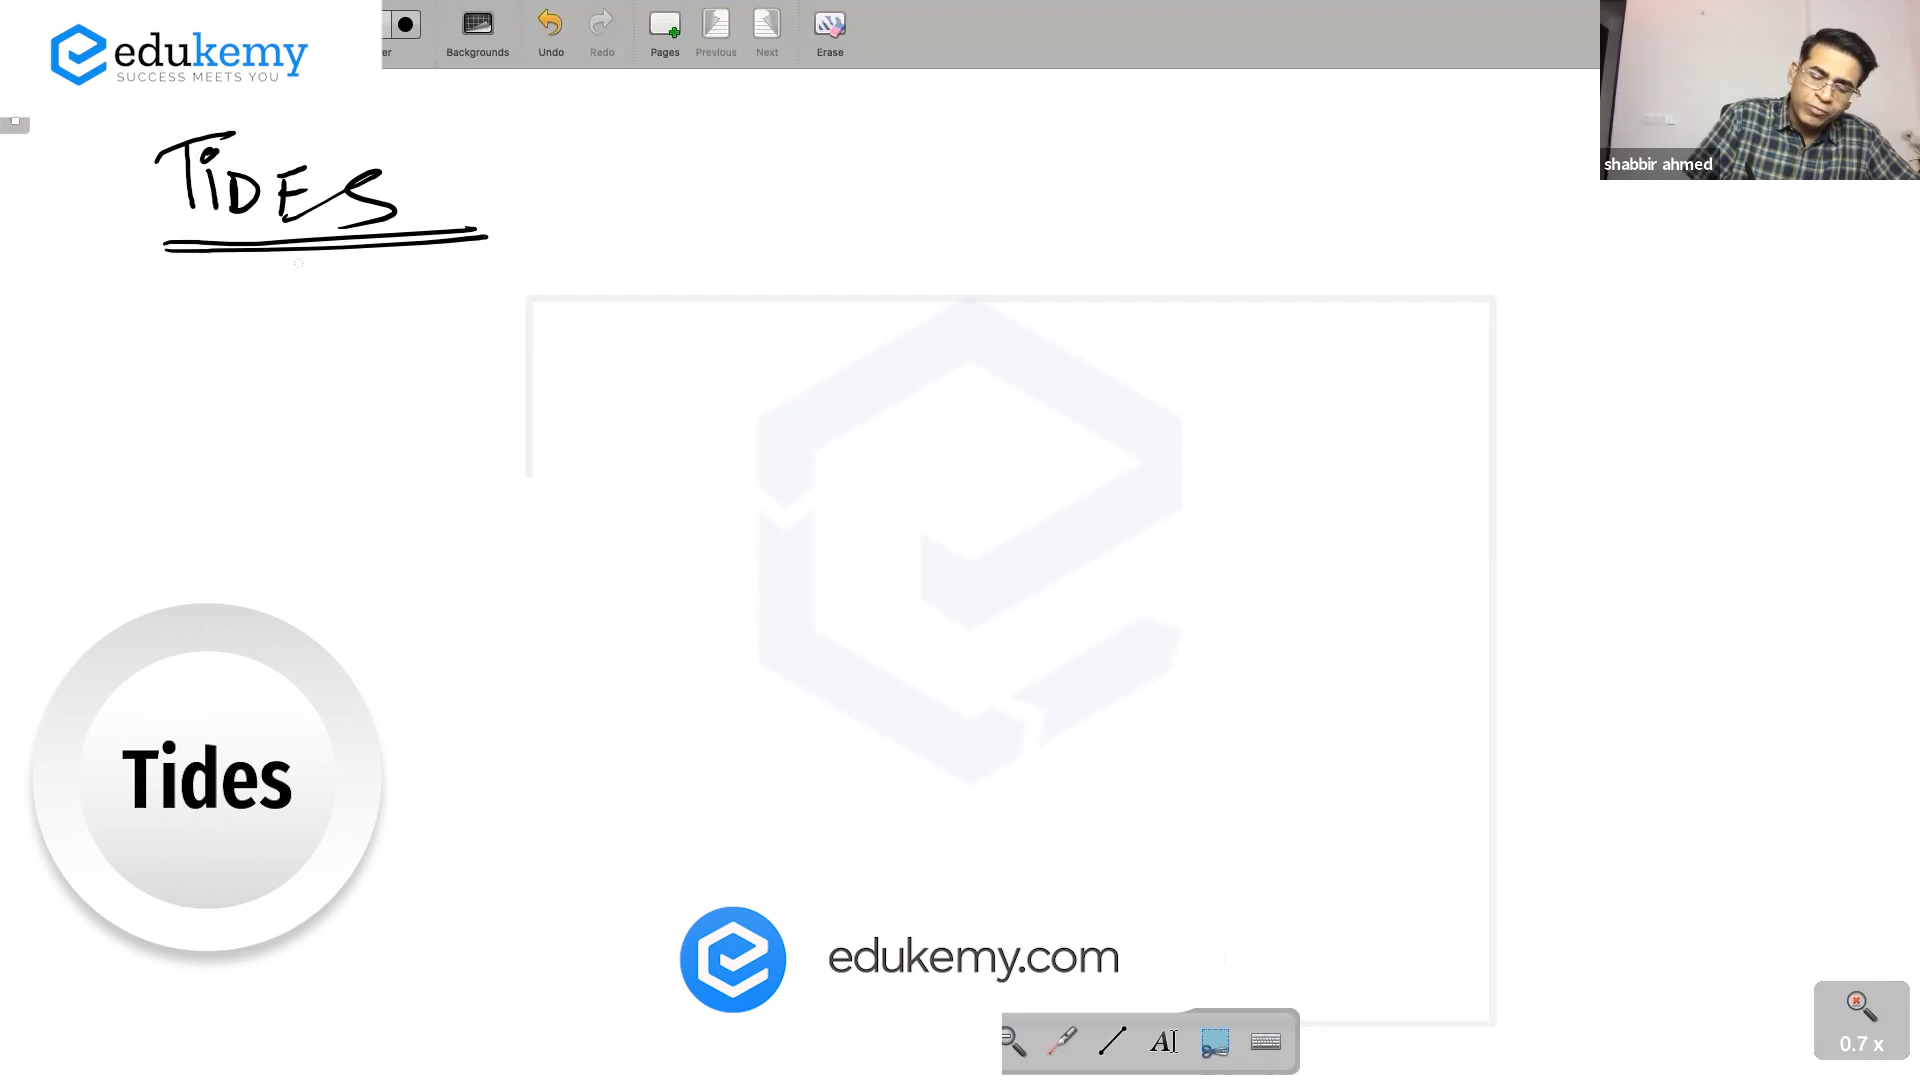 edukemy
SUCCESS MEETS YOU
er
Backgrounds
Undo
Redo
Pages
Previous
Next
Erase
shabbir ahmed
TiDES
Tides
edukemy.com
AI
0.7 x